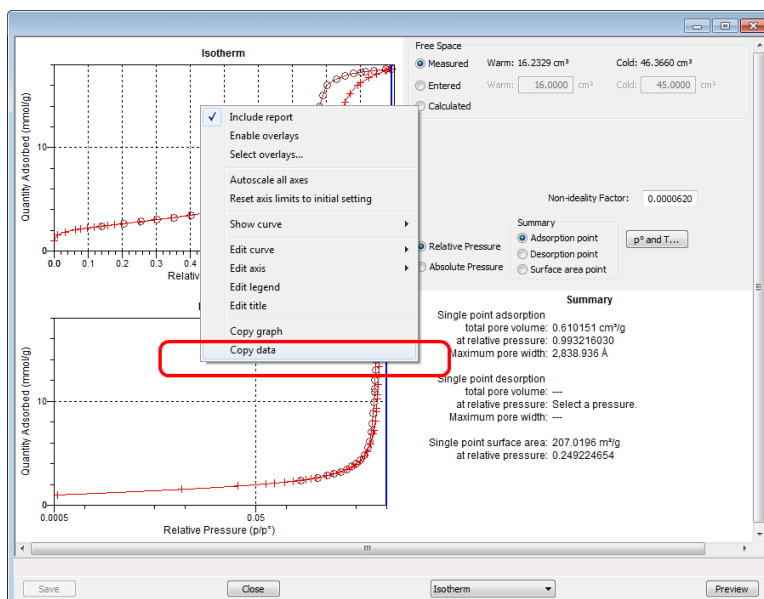 Isotherm
Quantity Adsorbed (mmol/g)
10
0
0.0 0.1 0.2 0.3 0.4
Relat
Include report
Enable overlays
Select overlays...
Autoscale all axes
Reset axis limits to initial setting
Show curve
Edit curve
Edit axis
Edit legend
Edit title
Copy graph
Copy data
Quantity Adsorbed (mmol/g)
10
0
0.0005 0.05
Relative Pressure (p/p°)
Free Space
Measured Warm: 16.2329 cm³ Cold: 46.3660 cm³
Entered Warm: 16.0000 cm³ Cold: 45.0000 cm³
Calculated
Non-ideality Factor: 0.0000620
Relative Pressure
Absolute Pressure
Summary
Adsorption point
Desorption point
Surface area point
p° and T...
Summary
Single point adsorption
total pore volume: 0.610151 cm³/g
at relative pressure: 0.993216030
Maximum pore width: 2,838.936 Å
Single point desorption
total pore volume: ---
at relative pressure: Select a pressure.
Maximum pore width: ---
Single point surface area: 207.0196 m²/g
at relative pressure: 0.249224654
Save Close Isotherm Preview